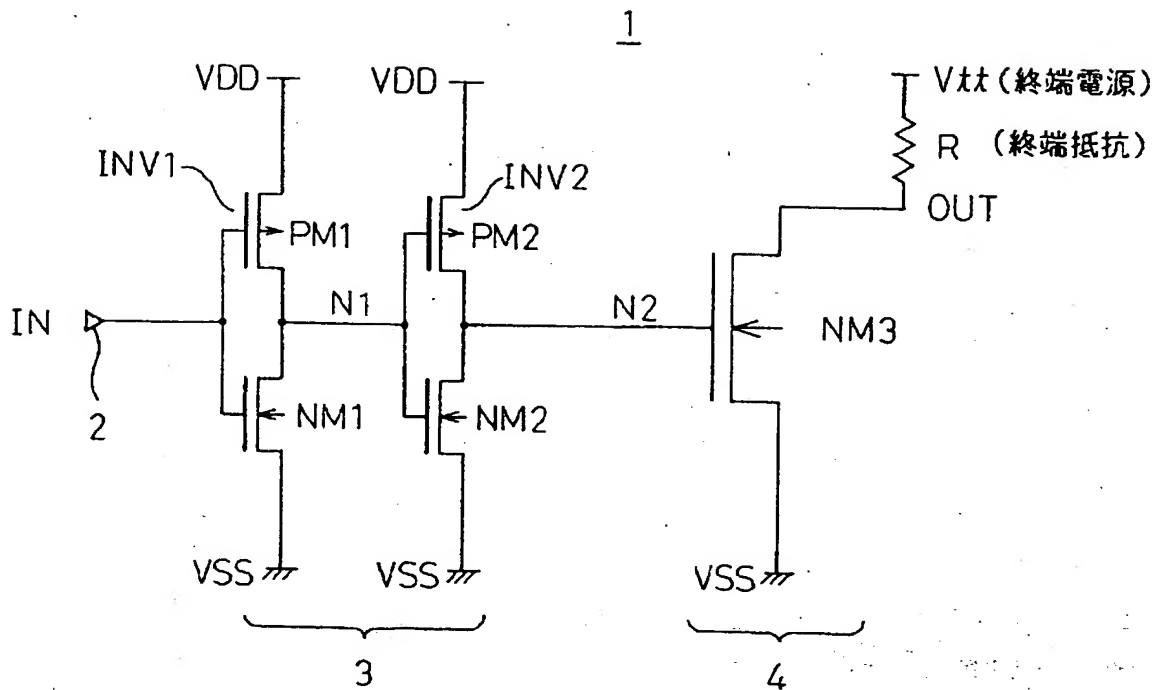 1
VDD
VDD
Vtt (終端電源)
INV1
INV2
R (終端抵抗)
OUT
PM1
PM2
IN
N1
N2
NM3
2
NM1
NM2
VSS
VSS
VSS
3
4